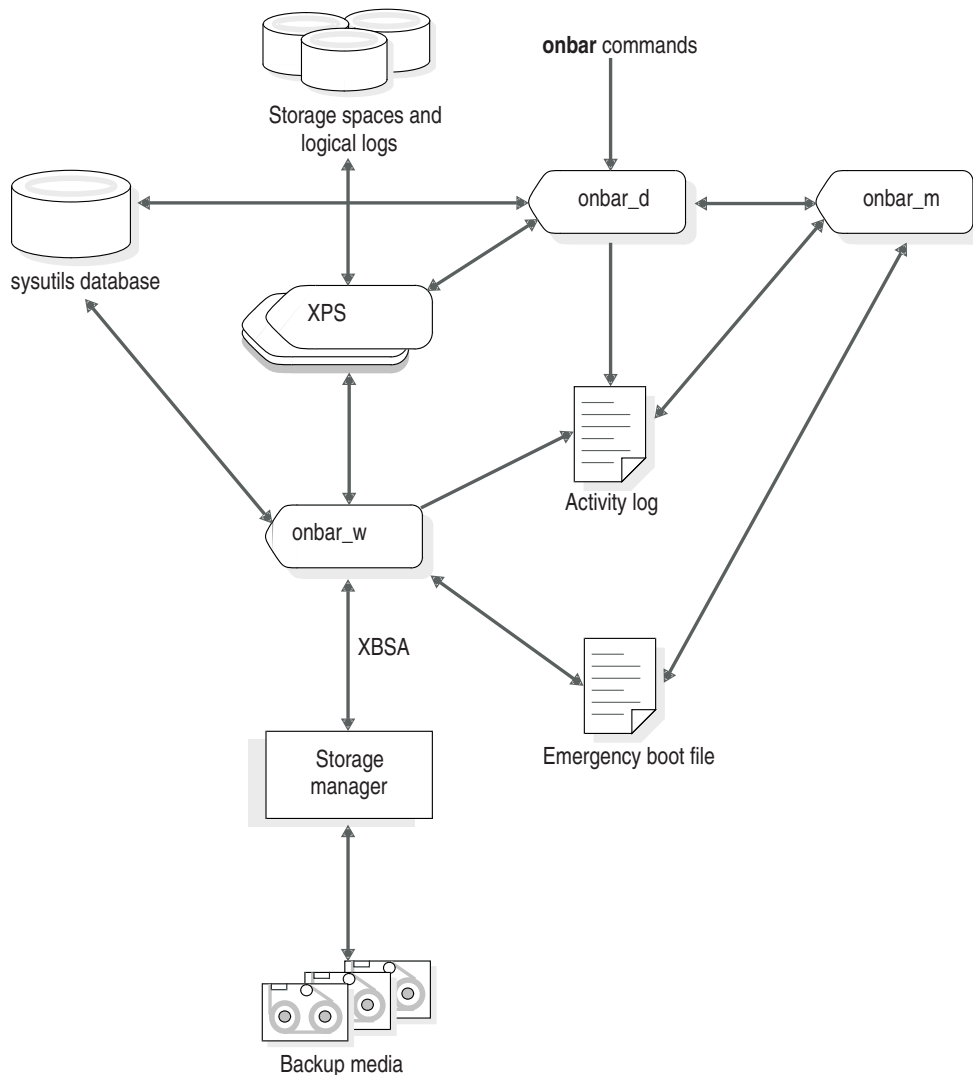 onbar commands
Storage spaces and
logical logs
onbar_d
onbar_m
sysutils database
XPS
Activity log
onbar_w
XBSA
Storage
manager
Emergency boot file
Backup media